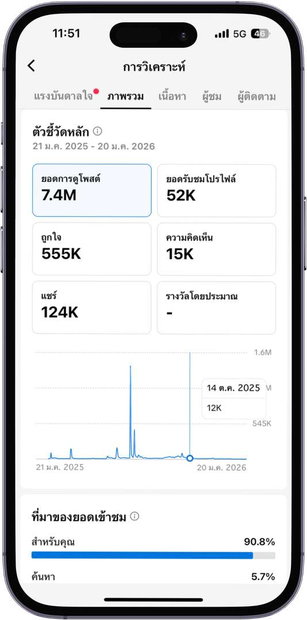 11:51
5G 46
การวิเคราะห์
แรงบันดาลใจ ภาพรวม เนื้อหา ผู้ชม ผู้ติดตาม
ตัวชี้วัดหลัก
21 ม.ค. 2025 - 20 ม.ค. 2026
ยอดการดูโพสต์ ยอดรับชมโปรไฟล์
7.4M 52K
ถูกใจ ความคิดเห็น
555K 15K
แชร์ รางวัลโดยประมาณ
124K -
1.6M
14 ต.ค. 2025
12K
545K
21 ม.ค. 2025 20 ม.ค. 2026
ที่มาของยอดเข้าชม
สำหรับคุณ 90.8%
ค้นหา 5.7%